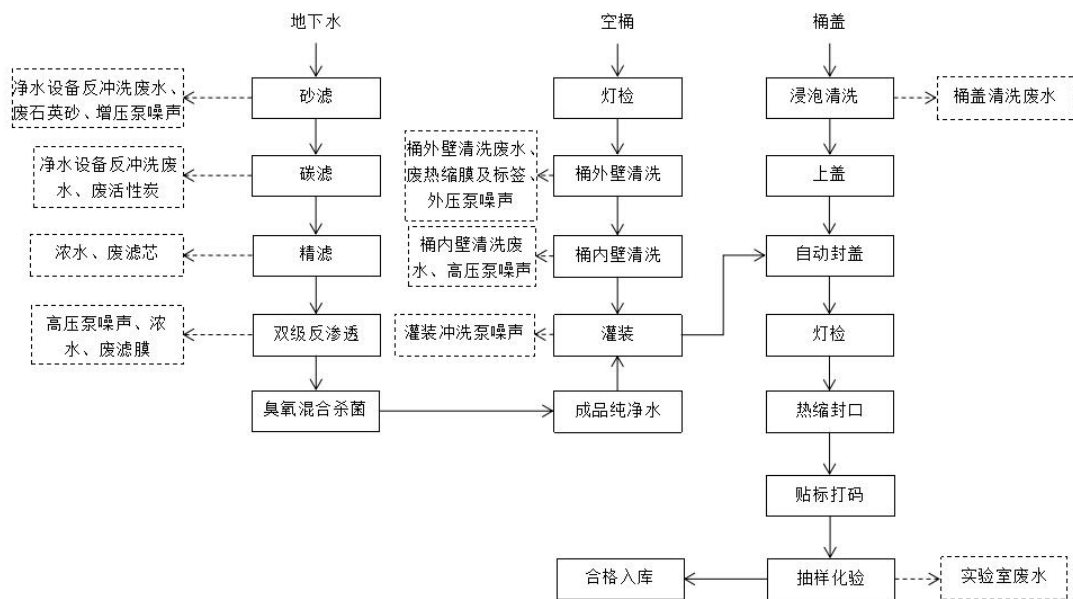 地下水
空桶
桶盖
净水设备反冲洗废水、
废石英砂、增压泵噪声
砂滤
灯检
浸泡清洗
桶盖清洗废水
净水设备反冲洗废
水、废活性炭
碳滤
桶外壁清洗废水、
废热缩膜及标签、
外压泵噪声
桶外壁清洗
上盖
浓水、废滤芯
精滤
桶内壁清洗废
水、高压泵噪声
桶内壁清洗
自动封盖
高压泵噪声、浓
水、废滤膜
双级反渗透
灌装冲洗泵噪声
灌装
灯检
臭氧混合杀菌
成品纯净水
热缩封口
贴标打码
合格入库
抽样化验
实验室废水